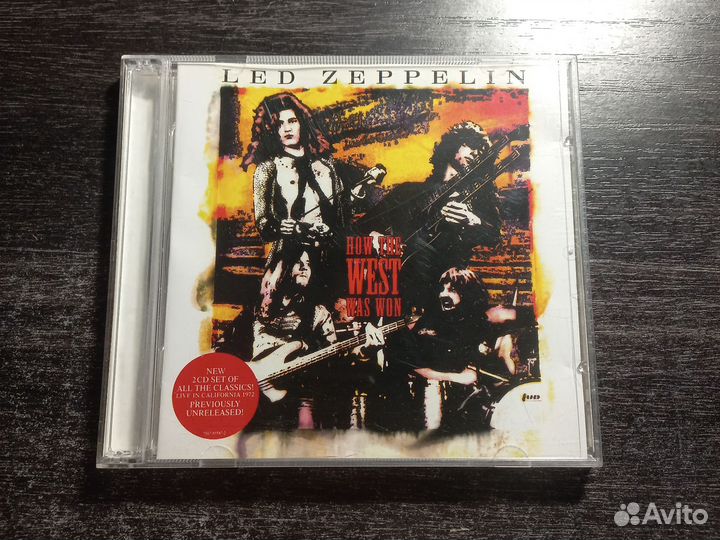 LED ZEPPELIN
HOW THE
WEST
WAS WON
NEW
2CD SET OF
ALL THE CLASSICS!
LIVE IN CALIFORNIA 1972
PREVIOUSLY
UNRELEASED!
Avito